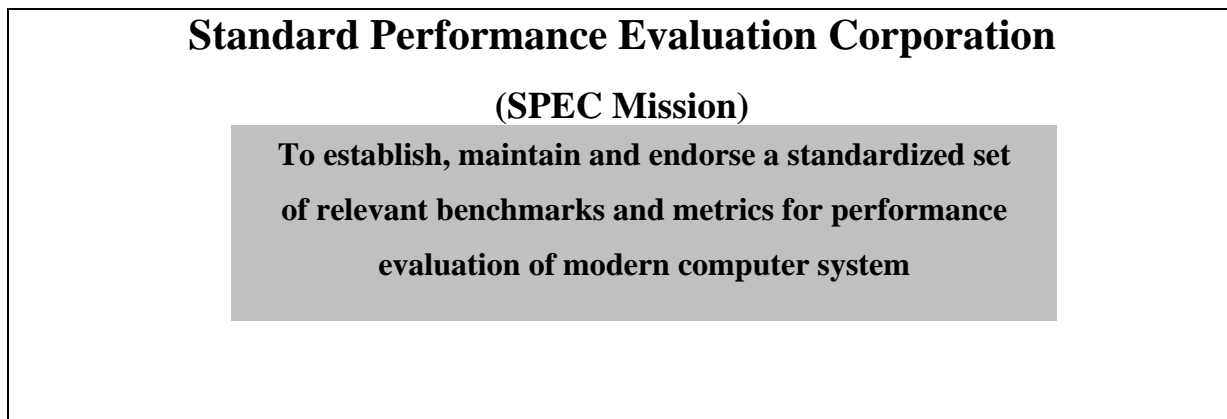 Standard Performance Evaluation Corporation
(SPEC Mission)
To establish, maintain and endorse a standardized set
of relevant benchmarks and metrics for performance
evaluation of modern computer system